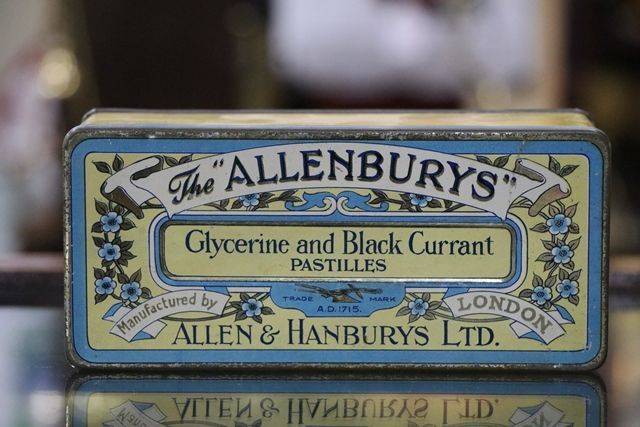 The "ALLENBURYS"
Glycerine and Black Currant
PASTILLES
TRADE MARK
A.D. 1715.
Manufactured by
LONDON
ALLEN & HANBURYS LTD.